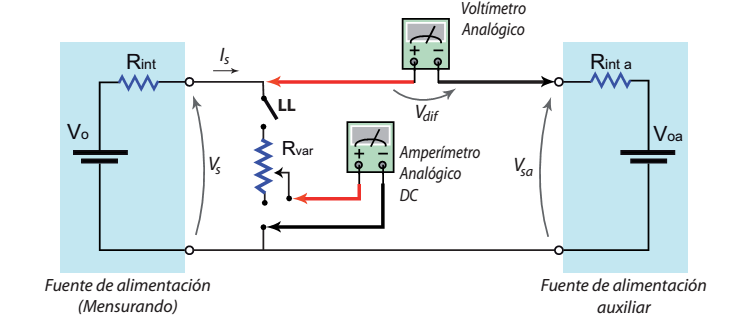 Voltímetro
Analógico
+ −
Rint
Is
Rint a
LL
Vdif
Vo
Voa
Rvar
Vs
+ −
Amperímetro
Analógico
DC
Vsa
Fuente de alimentación
(Mensurando)
Fuente de alimentación
auxiliar